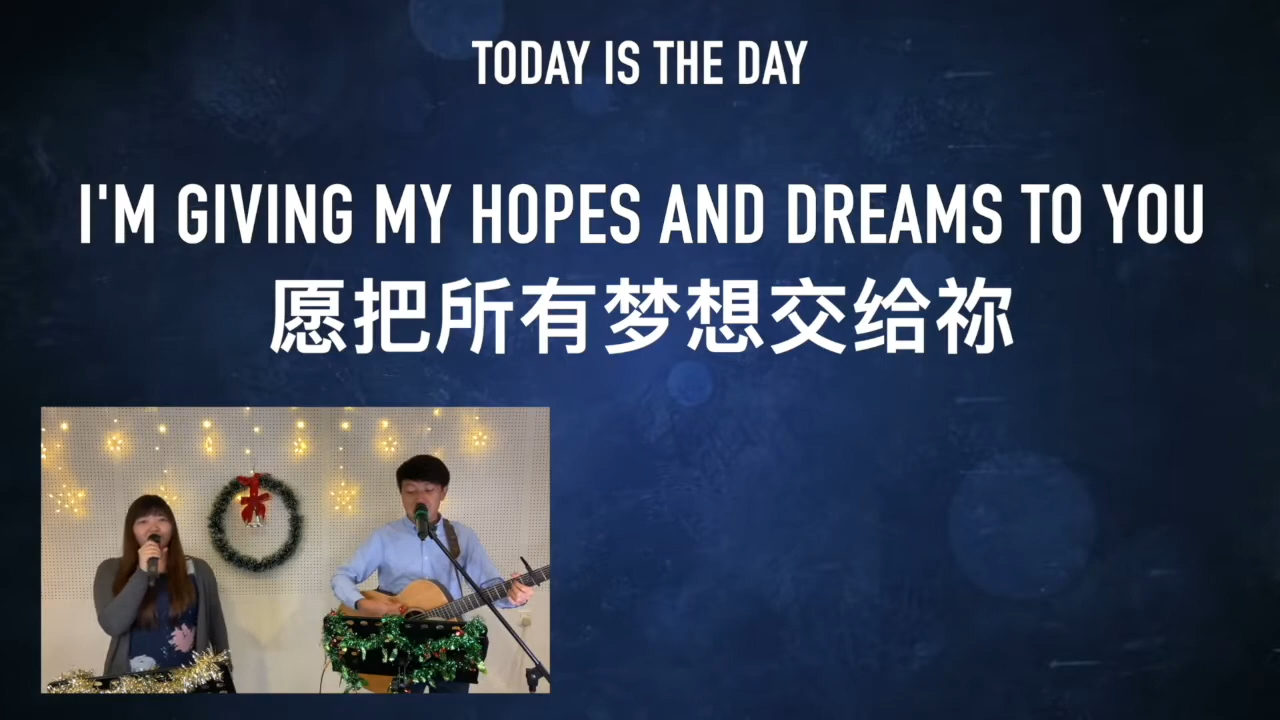 TODAY IS THE DAY
I'M GIVING MY HOPES AND DREAMS TO YOU
愿把所有梦想交给祢